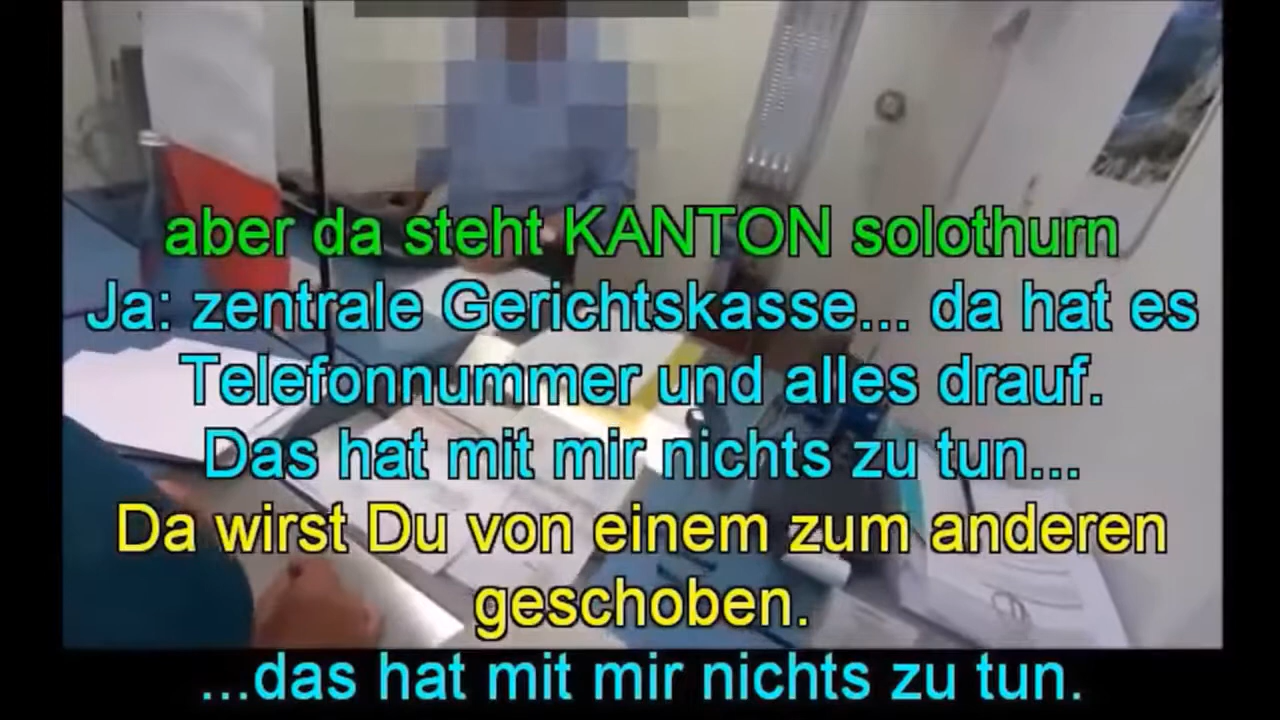 aber da steht KANTON solothurn
Ja: zentrale Gerichtskasse... da hat es
Telefonnummer und alles drauf.
Das hat mit mir nichts zu tun...
Da wirst Du von einem zum anderen
geschoben.
...das hat mit mir nichts zu tun.